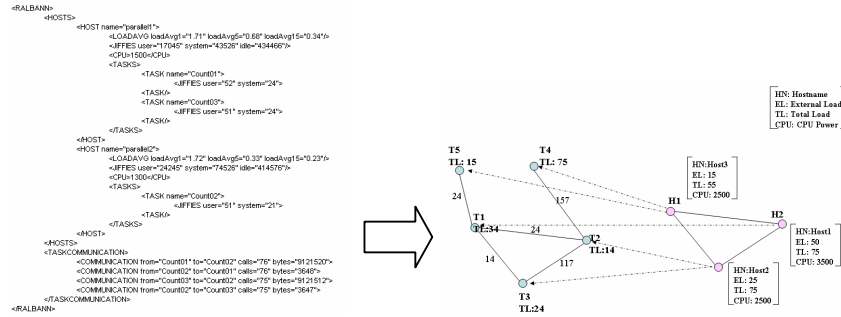 <RALBANN>
<HOSTS>
<HOST name="parallel1">
<LOADAVG loadAvg1="1.71" loadAvg5="0.68" loadAvg15="0.34"/>
<JIFFIES user="17045" system="43526" idle="434466"/>
<CPU>1500</CPU>
<TASKS>
<TASK name="Count01">
<JIFFIES user="52" system="24">
<TASK/>
<TASK name="Count03">
<JIFFIES user="51" system="24">
<TASK/>
</TASKS>
</HOST>
<HOST name="parallel2">
<LOADAVG loadAvg1="1.72" loadAvg5="0.33" loadAvg15="0.23"/>
<JIFFIES user="24245" system="74526" idle="414576"/>
<CPU>1300</CPU>
<TASKS>
<TASK name="Count02">
<JIFFIES user="51" system="21">
<TASK/>
</TASKS>
</HOST>
</HOSTS>
<TASKCOMMUNICATION>
<COMMUNICATION from="Count01" to="Count02" calls="76" bytes="9121520">
<COMMUNICATION from="Count02" to="Count01" calls="76" bytes="3648">
<COMMUNICATION from="Count03" to="Count02" calls="75" bytes="9121512">
<COMMUNICATION from="Count02" to="Count03" calls="75" bytes="3647">
</TASKCOMMUNICATION>
</RALBANN>
HN: Hostname
EL: External Load
TL: Total Load
CPU: CPU Power
T5
TL: 15
T4
TL: 75
HN:Host3
EL: 15
TL: 55
CPU: 2500
24
157
H1
H2
T1
TL:34
24
T2
TL:14
HN:Host1
EL: 50
TL: 75
CPU: 3500
14
117
HN:Host2
EL: 25
TL: 75
CPU: 2500
T3
TL:24